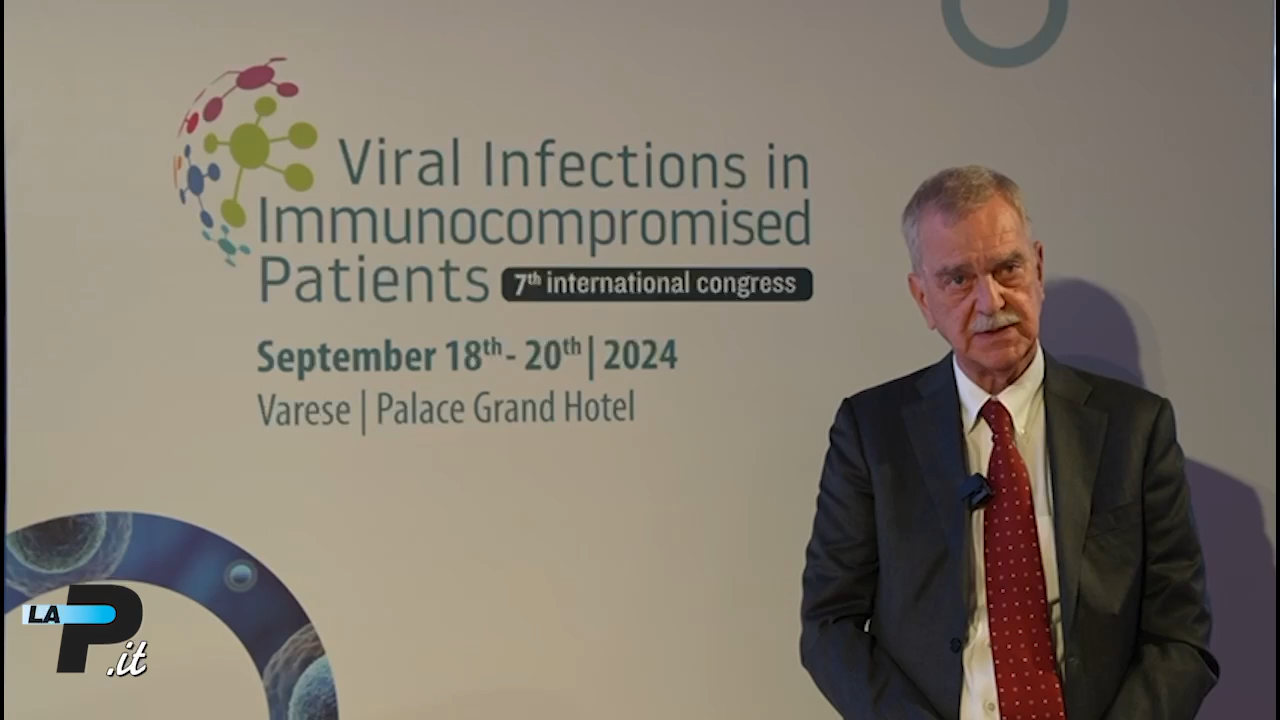 Viral Infections in
Immunocompromised
Patients 7th international congress
September 18th - 20th | 2024
Varese | Palace Grand Hotel
LA P.it